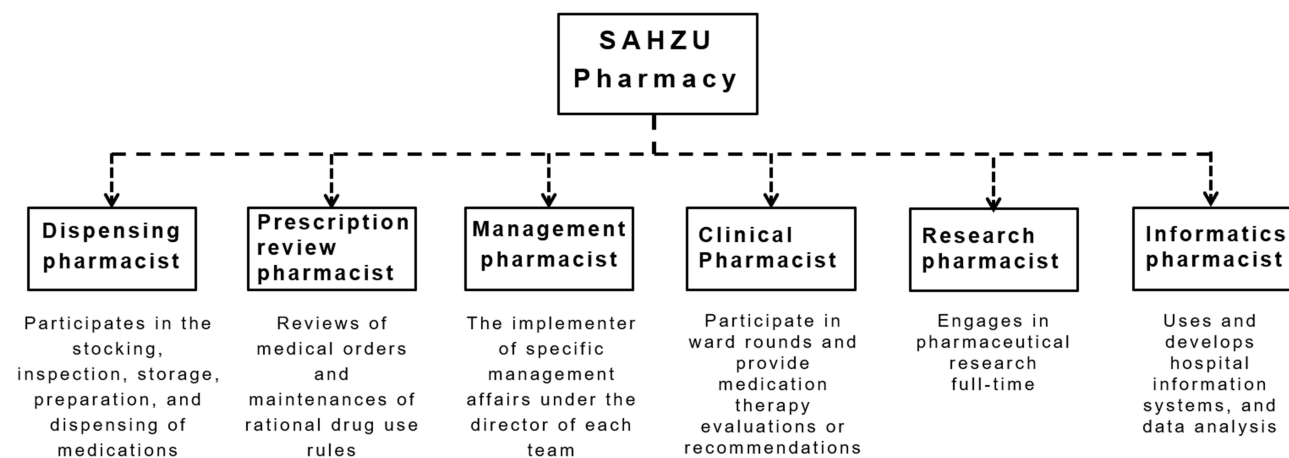 SAHZU
Pharmacy
Dispensing
pharmacist
Prescription
review
pharmacist
Management
pharmacist
Clinical
Pharmacist
Research
pharmacist
Informatics
pharmacist
Participates in the
stocking,
inspection, storage,
preparation, and
dispensing of
medications
Reviews of
medical orders
and
maintenances of
rational drug use
rules
The implementer
of specific
management
affairs under the
director of each
team
Participate in
ward rounds and
provide
medication
therapy
evaluations or
recommendations
Engages in
pharmaceutical
research
full-time
Uses and
develops
hospital
information
systems, and
data analysis